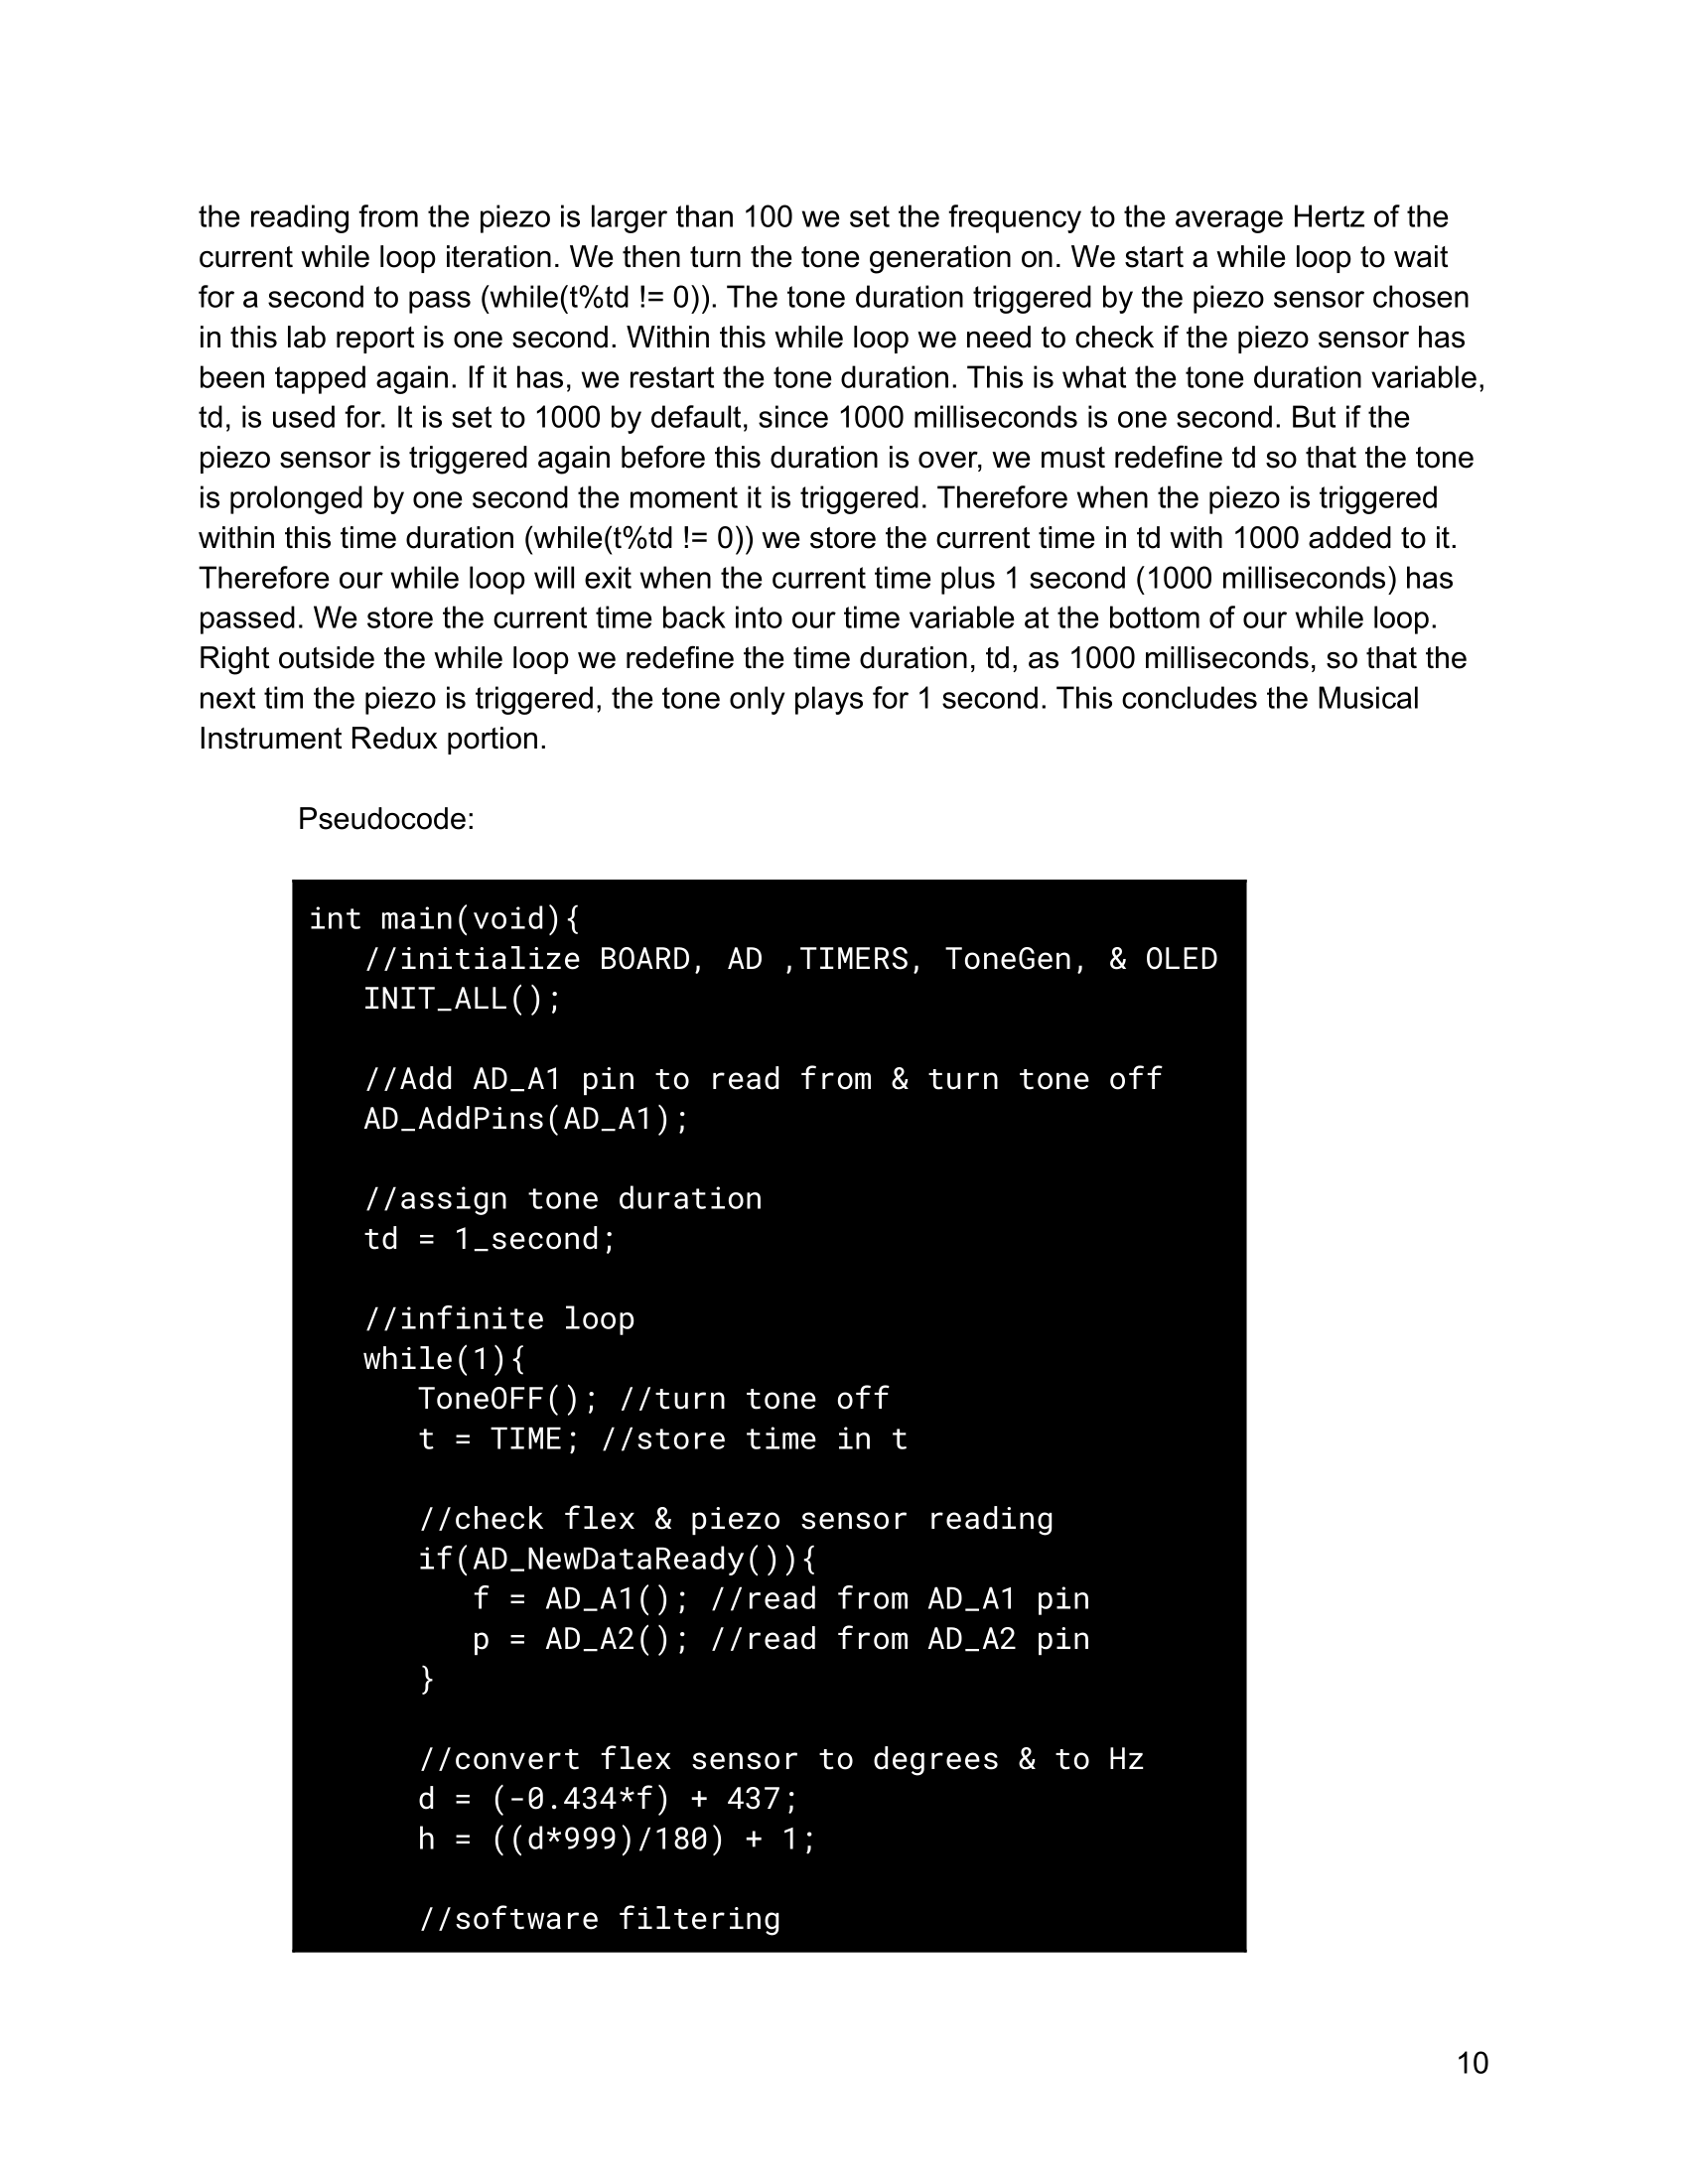 the reading from the piezo is larger than 100 we set the frequency to the average Hertz of the
current while loop iteration. We then turn the tone generation on. We start a while loop to wait
for a second to pass (while(t%td != 0)). The tone duration triggered by the piezo sensor chosen
in this lab report is one second. Within this while loop we need to check if the piezo sensor has
been tapped again. If it has, we restart the tone duration. This is what the tone duration variable,
td, is used for. It is set to 1000 by default, since 1000 milliseconds is one second. But if the
piezo sensor is triggered again before this duration is over, we must redefine td so that the tone
is prolonged by one second the moment it is triggered. Therefore when the piezo is triggered
within this time duration (while(t%td != 0)) we store the current time in td with 1000 added to it.
Therefore our while loop will exit when the current time plus 1 second (1000 milliseconds) has
passed. We store the current time back into our time variable at the bottom of our while loop.
Right outside the while loop we redefine the time duration, td, as 1000 milliseconds, so that the
next tim the piezo is triggered, the tone only plays for 1 second. This concludes the Musical
Instrument Redux portion.
Pseudocode:
int main(void){
//initialize BOARD, AD ,TIMERS, ToneGen, & OLED
INIT_ALL();
//Add AD_A1 pin to read from & turn tone off
AD_AddPins(AD_A1);
//assign tone duration
td = 1_second;
//infinite loop
while(1){
ToneOFF(); //turn tone off
t = TIME; //store time in t
//check flex & piezo sensor reading
if(AD_NewDataReady()){
f = AD_A1(); //read from AD_A1 pin
p = AD_A2(); //read from AD_A2 pin
}
//convert flex sensor to degrees & to Hz
d = (-0.434*f) + 437;
h = ((d*999)/180) + 1;
//software filtering
10